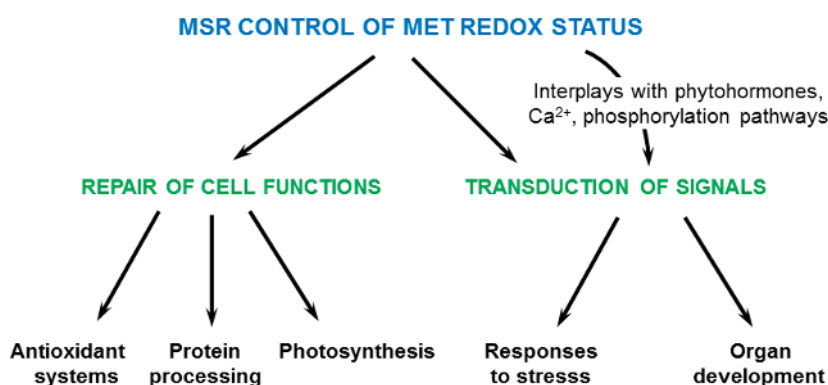 MSR CONTROL OF MET REDOX STATUS
Interplays with phytohormones,
Ca²⁺, phosphorylation pathways
REPAIR OF CELL FUNCTIONS
TRANSDUCTION OF SIGNALS
Antioxidant
systems
Protein
processing
Photosynthesis
Responses
to stresss
Organ
development